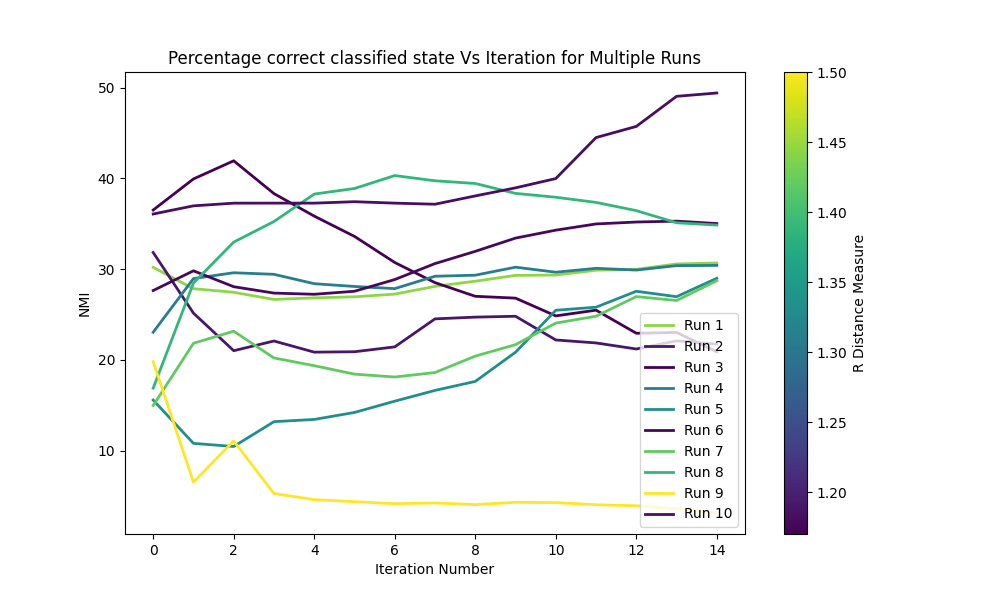 Percentage correct classified state Vs Iteration for Multiple Runs
50
40
30
20
10
NMI
0
2
4
6
8
10
12
14
Iteration Number
Run 1
Run 2
Run 3
Run 4
Run 5
Run 6
Run 7
Run 8
Run 9
Run 10
1.50
1.45
1.40
1.35
1.30
1.25
1.20
R Distance Measure